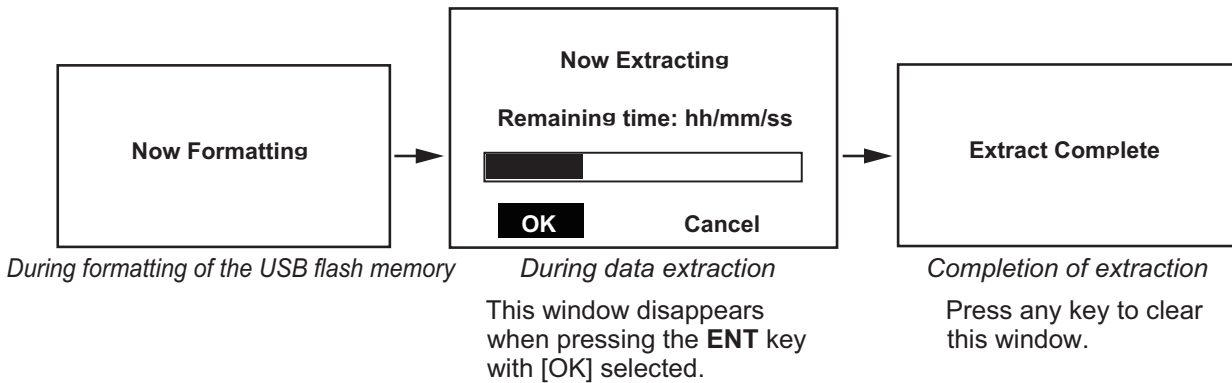 Now Formatting
During formatting of the USB flash memory
Now Extracting
Remaining time: hh/mm/ss
OK Cancel
During data extraction
This window disappears
when pressing the ENT key
with [OK] selected.
Extract Complete
Completion of extraction
Press any key to clear
this window.